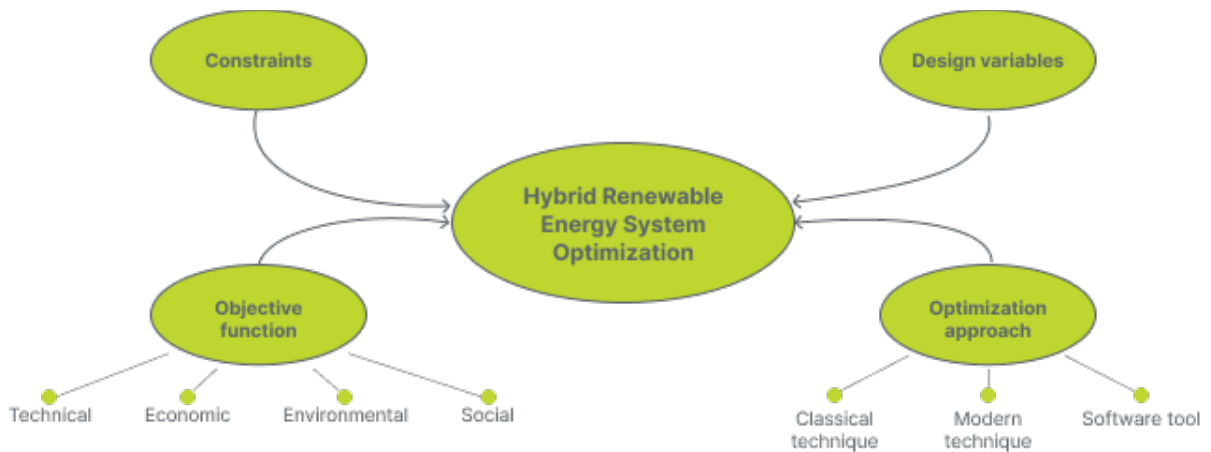 Constraints
Design variables
Hybrid Renewable
Energy System
Optimization
Objective
function
Optimization
approach
Technical
Economic
Environmental
Social
Classical
technique
Modern
technique
Software tool